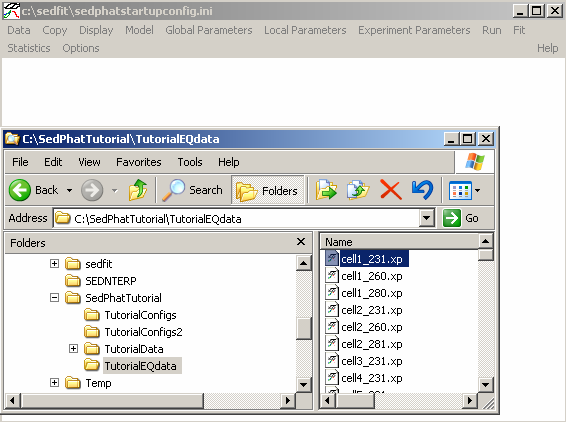 c:\sedfit\sedphatstartupconfig.ini
Data Copy Display Model Global Parameters Local Parameters Experiment Parameters Run Fit
Statistics Options Help
C:\SedPhatTutorial\TutorialEQdata
File Edit View Favorites Tools Help
Back Search Folders
Address C:\SedPhatTutorial\TutorialEQdata Go
Folders
sedfit
SEDNTERP
SedPhatTutorial
TutorialConfigs
TutorialConfigs2
TutorialData
TutorialEQdata
Temp
Name
cell1_231.xp
cell1_260.xp
cell1_280.xp
cell2_231.xp
cell2_260.xp
cell2_281.xp
cell3_231.xp
cell4_231.xp